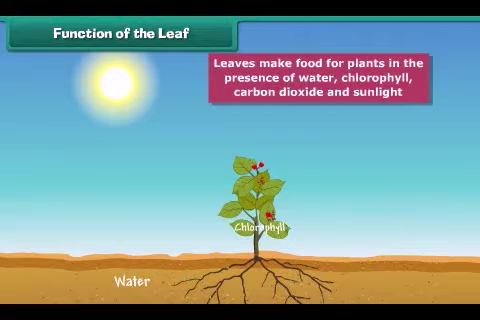 Function of the Leaf
Leaves make food for plants in the
presence of water, chlorophyll,
carbon dioxide and sunlight
Chlorophyll
Water